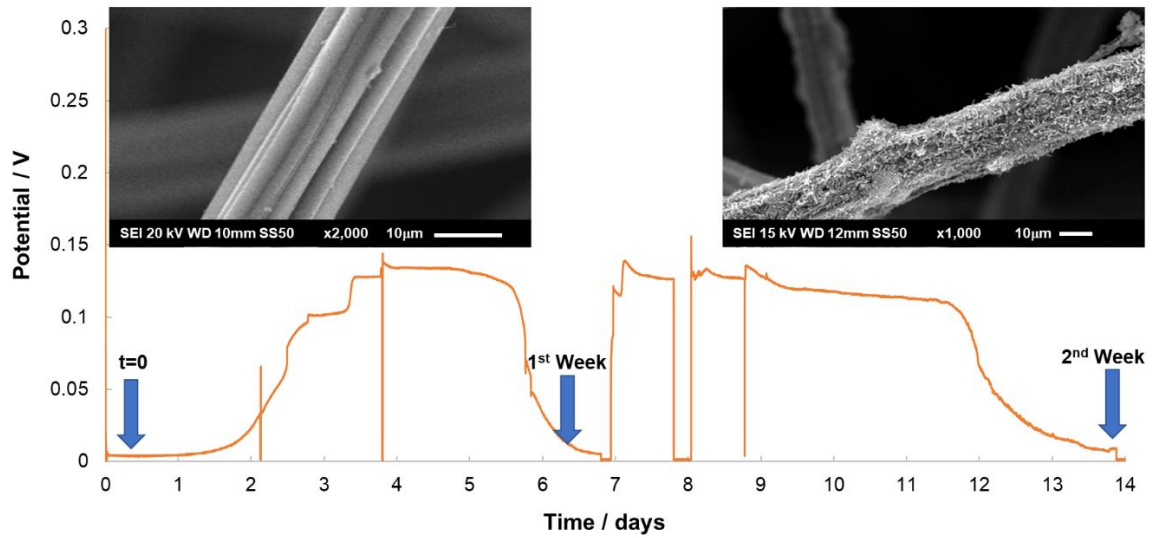 Potential / V
0.3
0.25
0.2
0.15
0.1
0.05
0
SEI 20 kV WD 10mm SS50 x2,000 10µm
SEI 15 kV WD 12mm SS50 x1,000 10µm
t=0
1st Week
2nd Week
0 1 2 3 4 5 6 7 8 9 10 11 12 13 14
Time / days